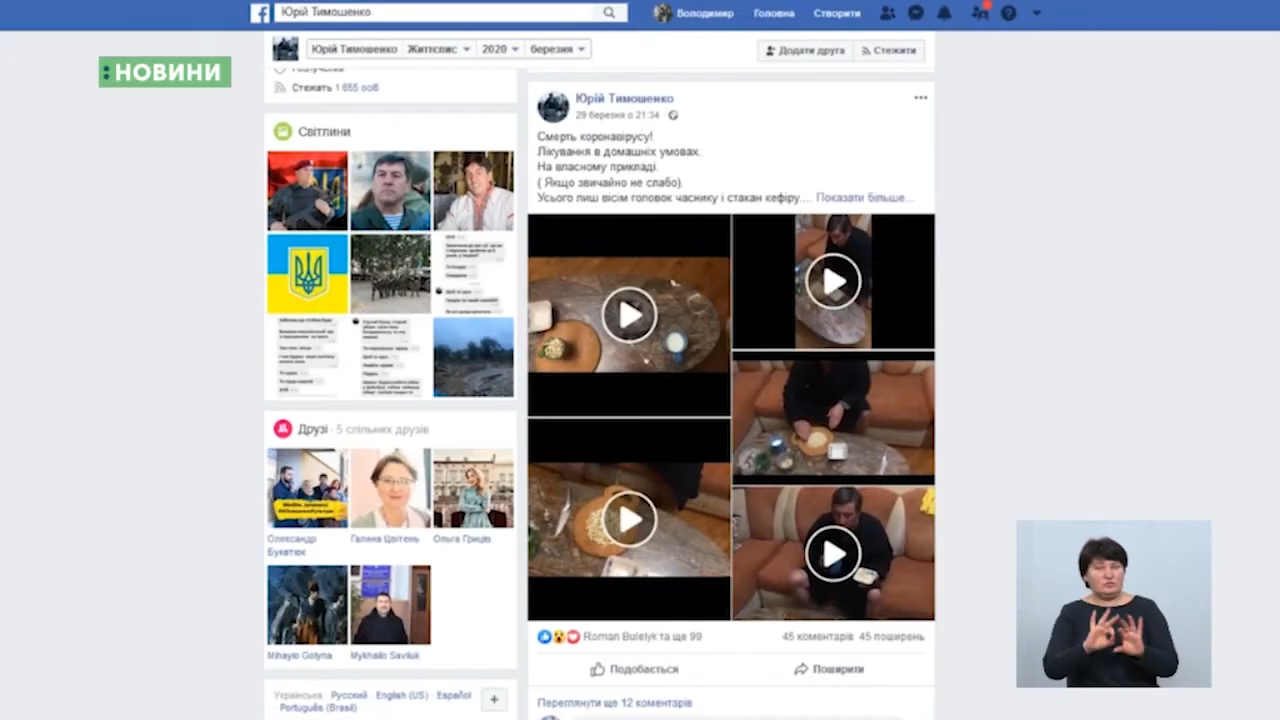 Юрій Тимошенко
Володимир
Головна
Створити
Юрій Тимошенко
Життєпис
2020
березня
Додати друга
Стежити
:НОВИНИ
Розлучений
Стежать 1 655 осіб
Світлини
Друзі · 5 спільних друзів
Олександр
Букатюк
Галина Цвітень
Ольга Гриців
Mihaylo Golyna
Mykhailo Savliuk
Українська Русский English (US) Español
Português (Brasil)
Юрій Тимошенко
29 березня о 21:34
Смерть коронавірусу!
Лікування в домашніх умовах.
На власному прикладі.
( Якщо звичайно не слабо).
Усього лиш вісім головок часнику і стакан кефіру.... Показати більше...
Roman Bulelyk та ще 99
45 коментарів 45 поширень
Подобається
Поширити
Переглянути ще 12 коментарів